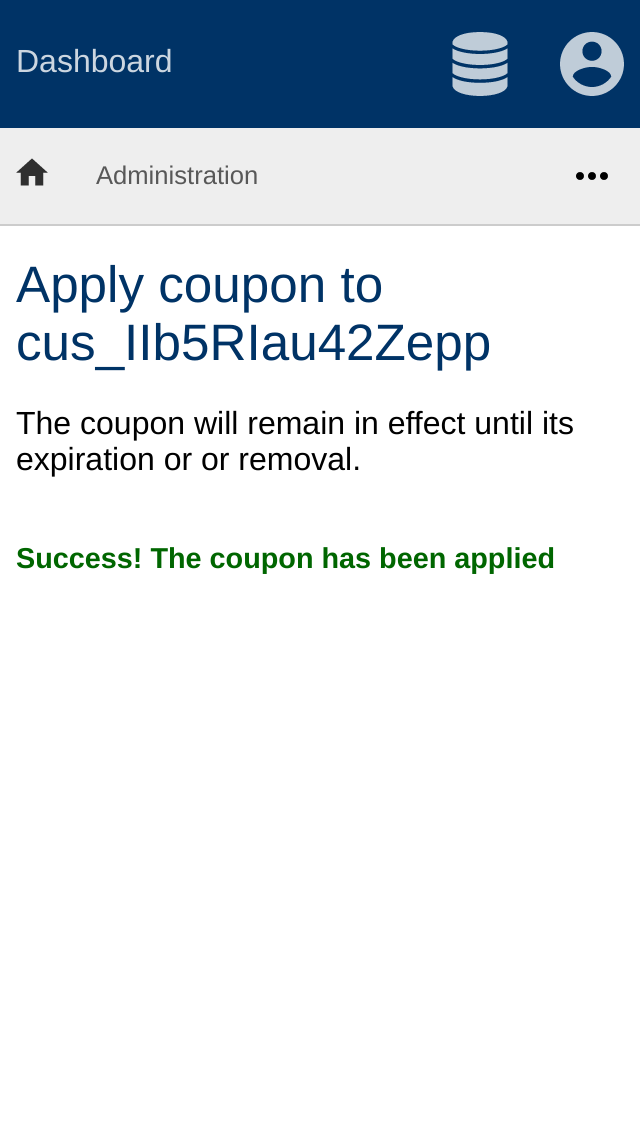 Dashboard
Administration
Apply coupon to
cus_IIb5RIau42Zepp
The coupon will remain in effect until its
expiration or or removal.
Success! The coupon has been applied